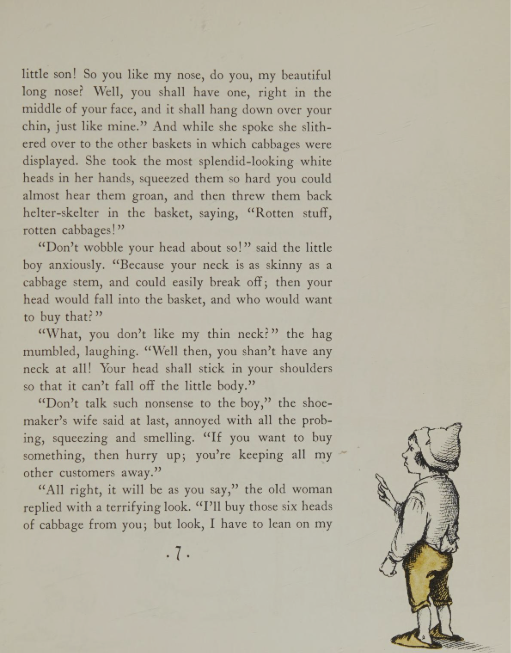 little son! So you like my nose, do you, my beautiful
long nose? Well, you shall have one, right in the
middle of your face, and it shall hang down over your
chin, just like mine.” And while she spoke she slith-
ered over to the other baskets in which cabbages were
displayed. She took the most splendid-looking white
heads in her hands, squeezed them so hard you could
almost hear them groan, and then threw them back
helter-skelter in the basket, saying, “Rotten stuff,
rotten cabbages!”
“Don’t wobble your head about so!” said the little
boy anxiously. “Because your neck is as skinny as a
cabbage stem, and could easily break off; then your
head would fall into the basket, and who would want
to buy that?”
“What, you don’t like my thin neck?” the hag
mumbled, laughing. “Well then, you shan’t have any
neck at all! Your head shall stick in your shoulders
so that it can’t fall off the little body.”
“Don’t talk such nonsense to the boy,” the shoe-
maker’s wife said at last, annoyed with all the prob-
ing, squeezing and smelling. “If you want to buy
something, then hurry up; you’re keeping all my
other customers away.”
“All right, it will be as you say,” the old woman
replied with a terrifying look. “I’ll buy those six heads
of cabbage from you; but look, I have to lean on my
· 7 ·